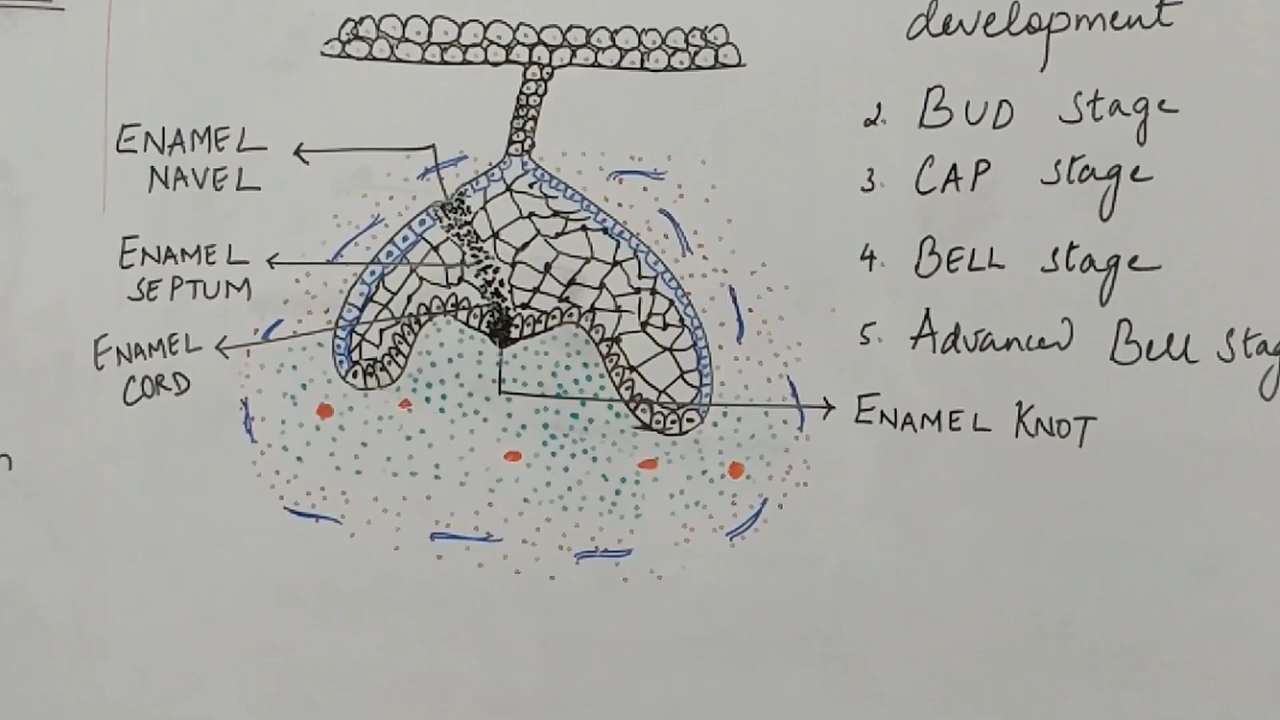 development
ENAMEL
NAVEL
2. BUD stage
3. CAP stage
ENAMEL
SEPTUM
4. BELL stage
ENAMEL
CORD
5. Advanced Bell
ENAMEL KNOT